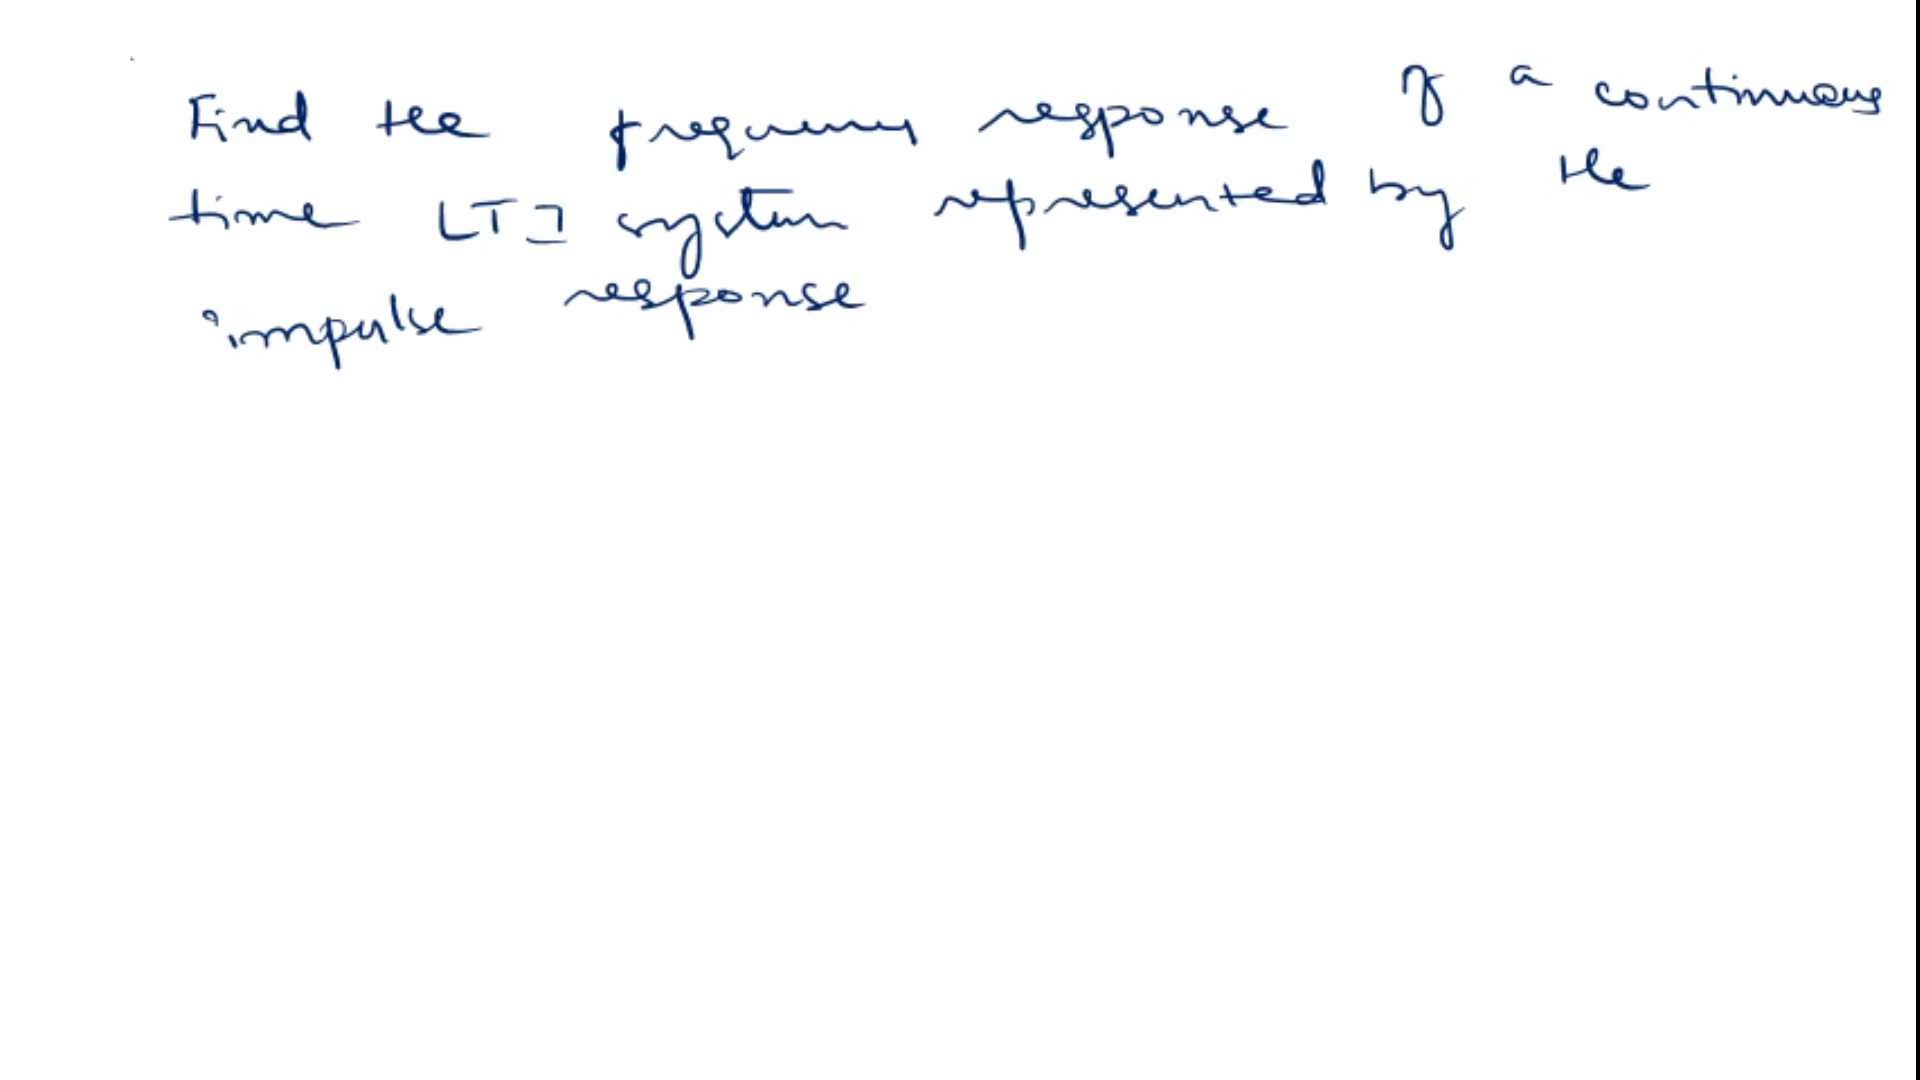 Find the frequency response of a continuous
time LTI system represented by the
impulse response